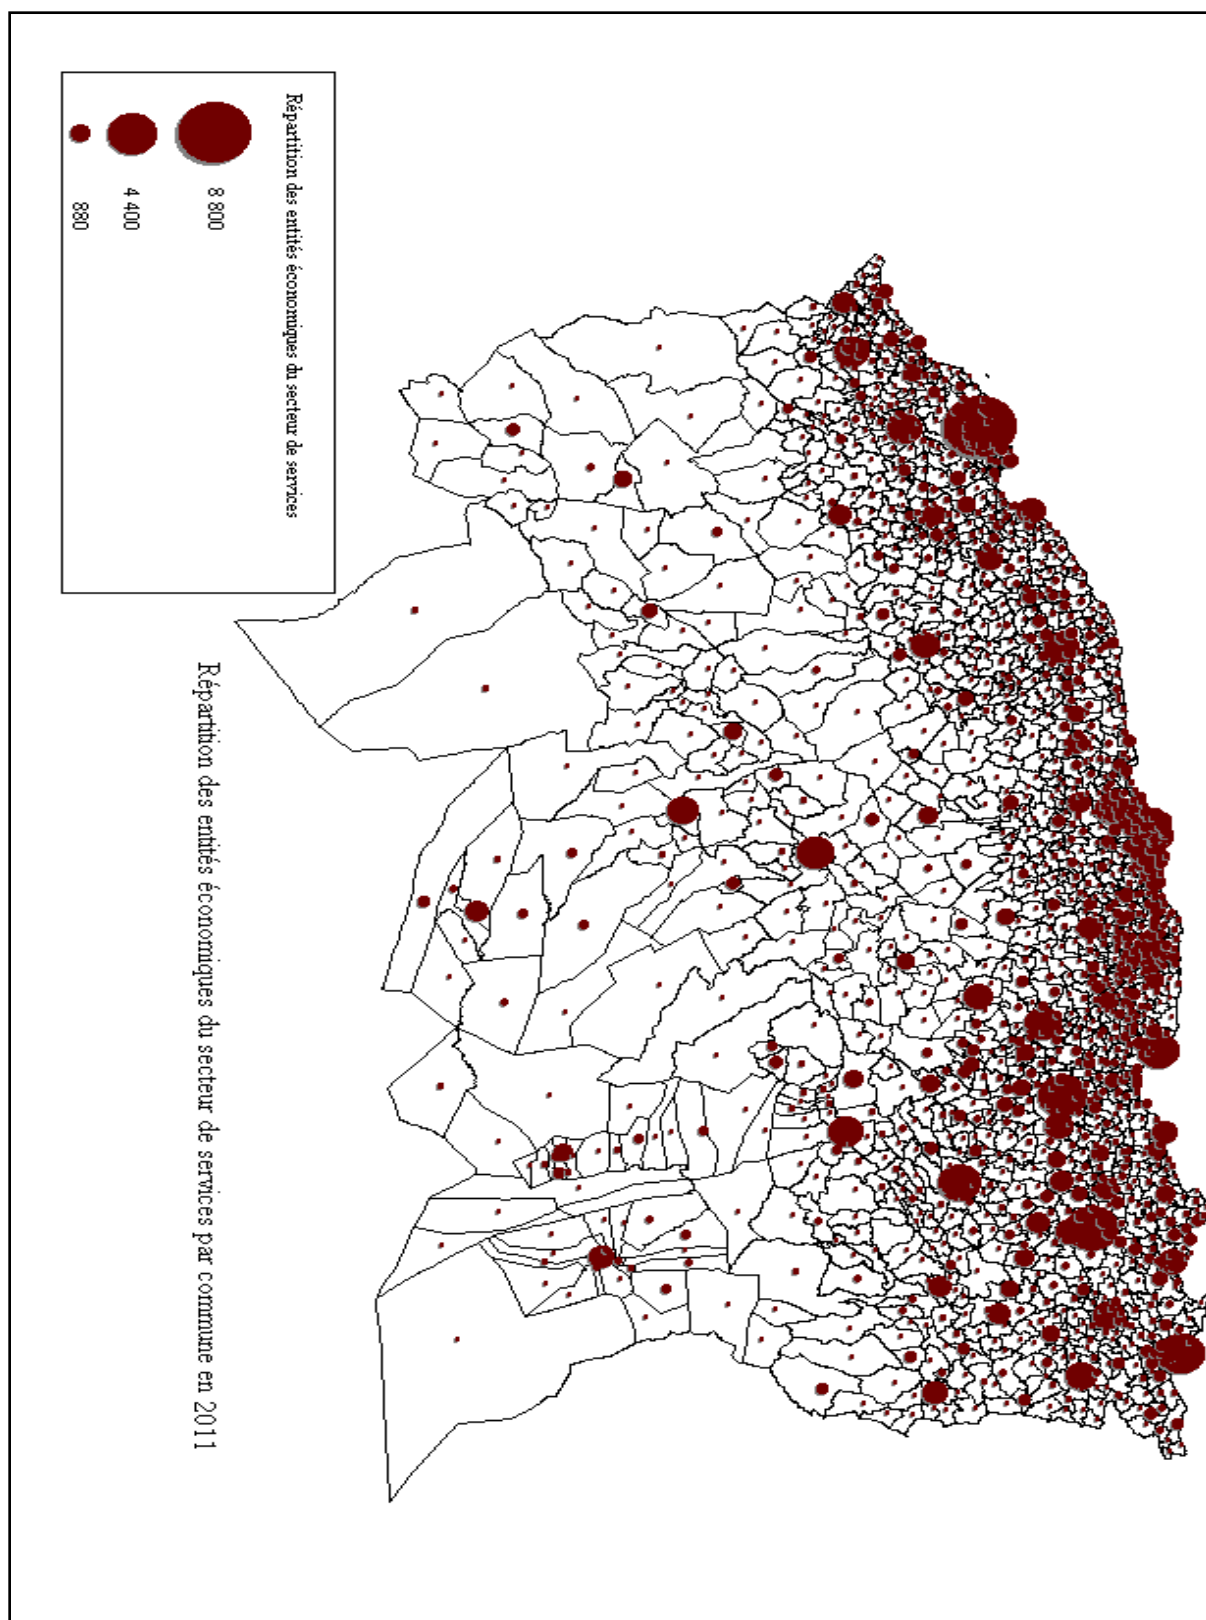 Répartition des entités économiques du secteur de services
8 800
4 400
880
Répartition des entités économiques du secteur de services par commune en 2011